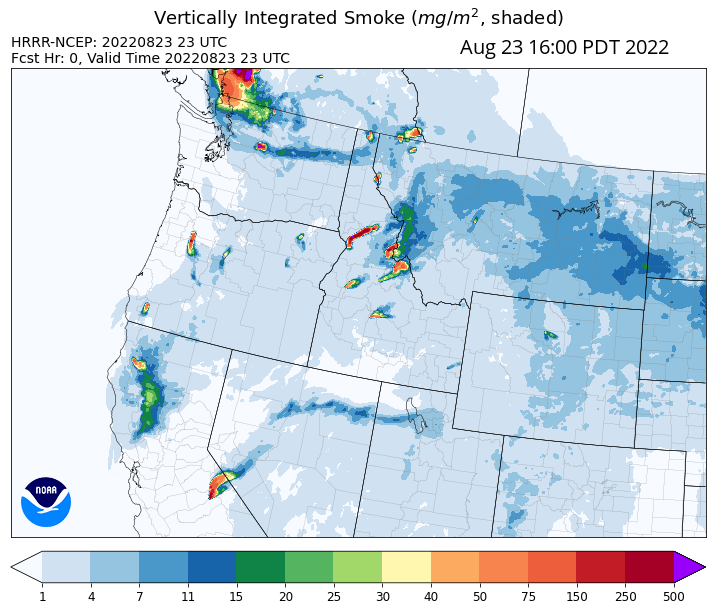 Vertically Integrated Smoke (mg/m², shaded)
HRRR-NCEP: 20220823 23 UTC
Fcst Hr: 0, Valid Time 20220823 23 UTC
Aug 23 16:00 PDT 2022
NOAA
1 4 7 11 15 20 25 30 40 50 75 150 250 500